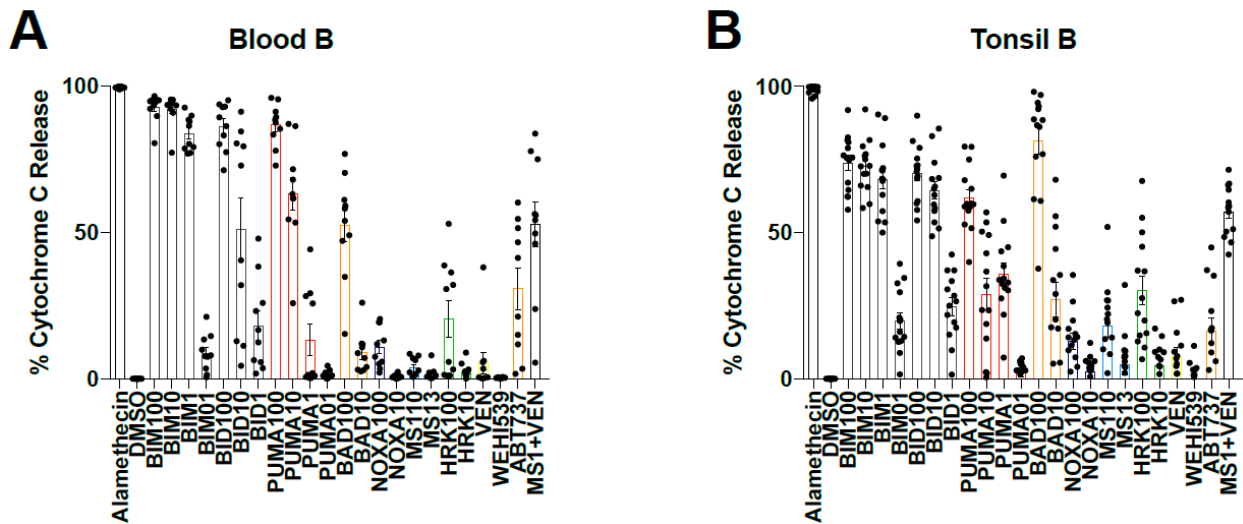 A
Blood B
% Cytochrome C Release
100
50
0
Alamethecin
DMSO
BIM100
BIM10
BIM1
BIM01
BID100
BID10
BID1
PUMA100
PUMA10
PUMA1
PUMA01
BAD100
BAD10
NOXA100
NOXA10
MS110
MS13
HRK100
HRK10
VEN
WEHI539
ABT737
MS1+VEN
B
Tonsil B
% Cytochrome C Release
100
50
0
Alamethecin
DMSO
BIM100
BIM10
BIM1
BIM01
BID100
BID10
BID1
PUMA100
PUMA10
PUMA1
PUMA01
BAD100
BAD10
NOXA100
NOXA10
MS110
MS13
HRK100
HRK10
VEN
WEHI539
ABT737
MS1+VEN